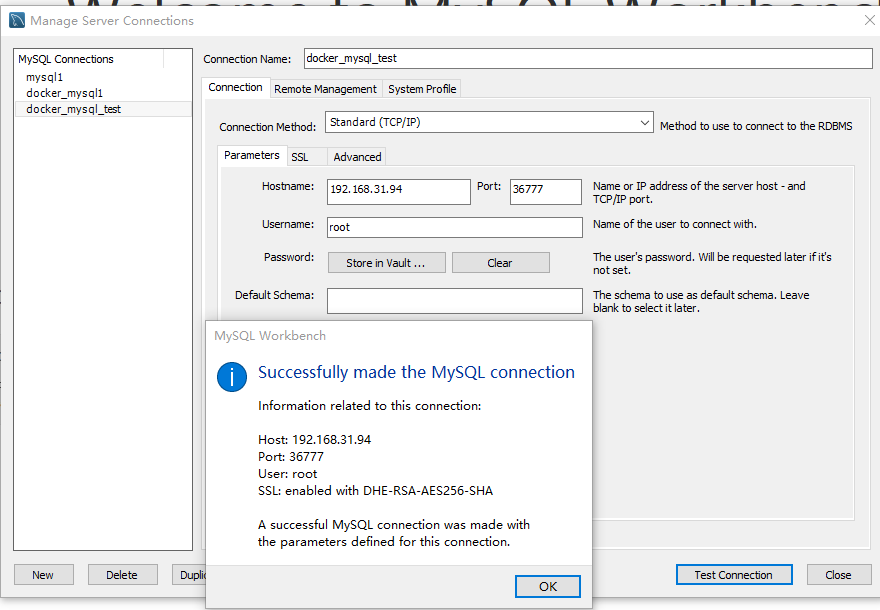 Welcome to MySQL Workbench
Manage Server Connections
MySQL Connections
mysql1
docker_mysql1
docker_mysql_test
Connection Name: docker_mysql_test
Connection Remote Management System Profile
Connection Method: Standard (TCP/IP) Method to use to connect to the RDBMS
Parameters SSL Advanced
Hostname: 192.168.31.94 Port: 36777 Name or IP address of the server host - and
TCP/IP port.
Username: root Name of the user to connect with.
Password: Store in Vault ... Clear The user's password. Will be requested later if it's
not set.
Default Schema: The schema to use as default schema. Leave
blank to select it later.
MySQL Workbench
Successfully made the MySQL connection
Information related to this connection:
Host: 192.168.31.94
Port: 36777
User: root
SSL: enabled with DHE-RSA-AES256-SHA
A successful MySQL connection was made with
the parameters defined for this connection.
OK
New Delete Duplic Test Connection Close